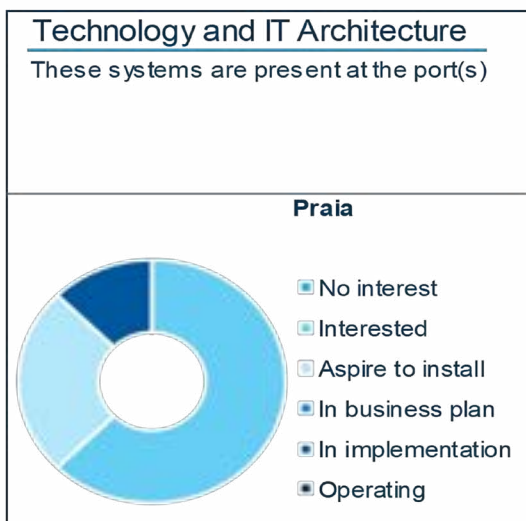 Technology and IT Architecture
These systems are present at the port(s)
Praia
No interest
Interested
Aspire to install
In business plan
In implementation
Operating